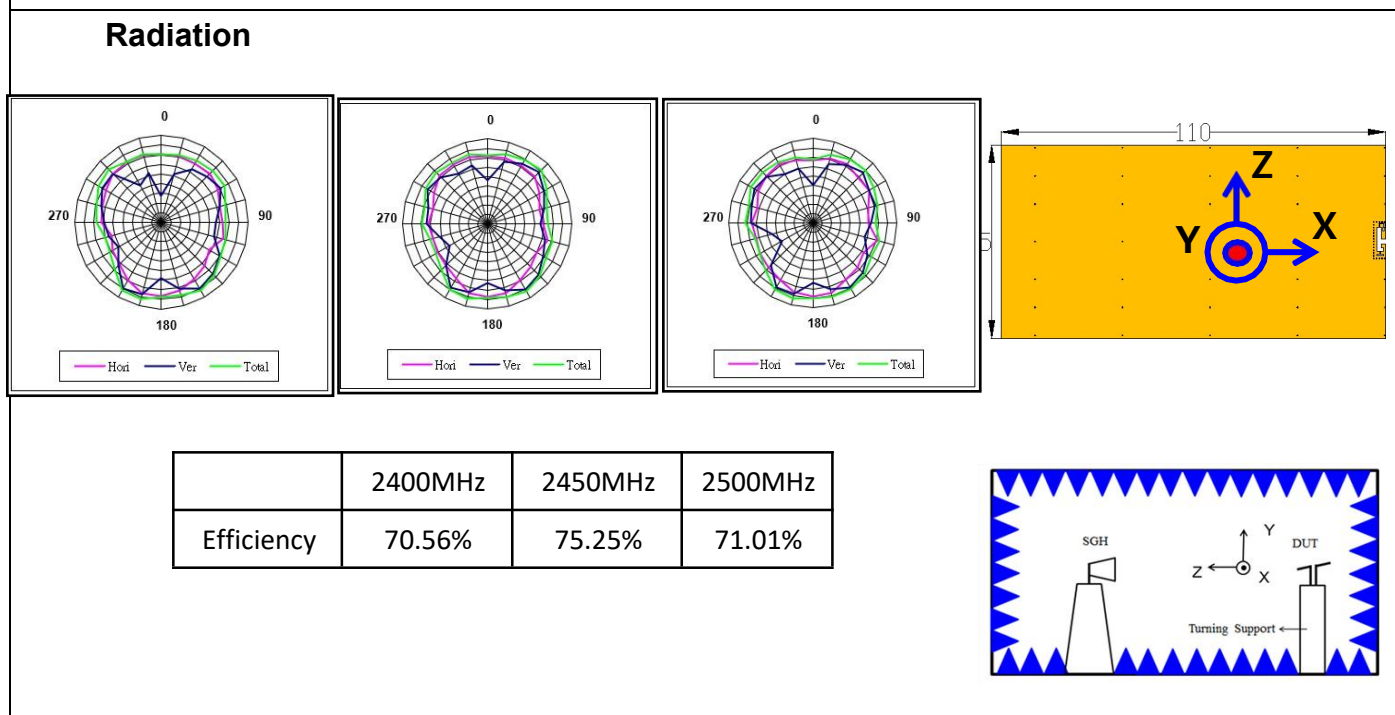 Radiation
0
270
90
180
Hori Ver Total
0
270
90
180
Hori Ver Total
0
270
90
180
Hori Ver Total
110
Z
Y
X
2400MHz 2450MHz 2500MHz
Efficiency 70.56% 75.25% 71.01%
SGH
Y
Z
X
DUT
Turning Support